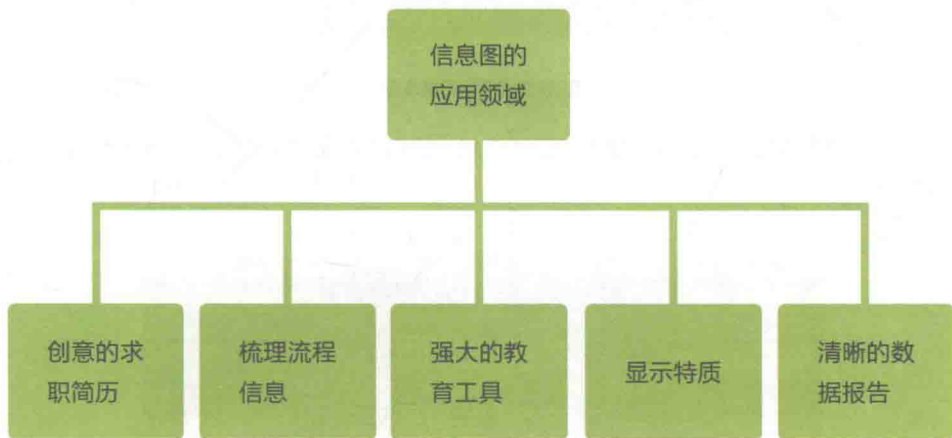 信息图的
应用领域
创意的求
职简历
梳理流程
信息
强大的教
育工具
显示特质
清晰的数
据报告